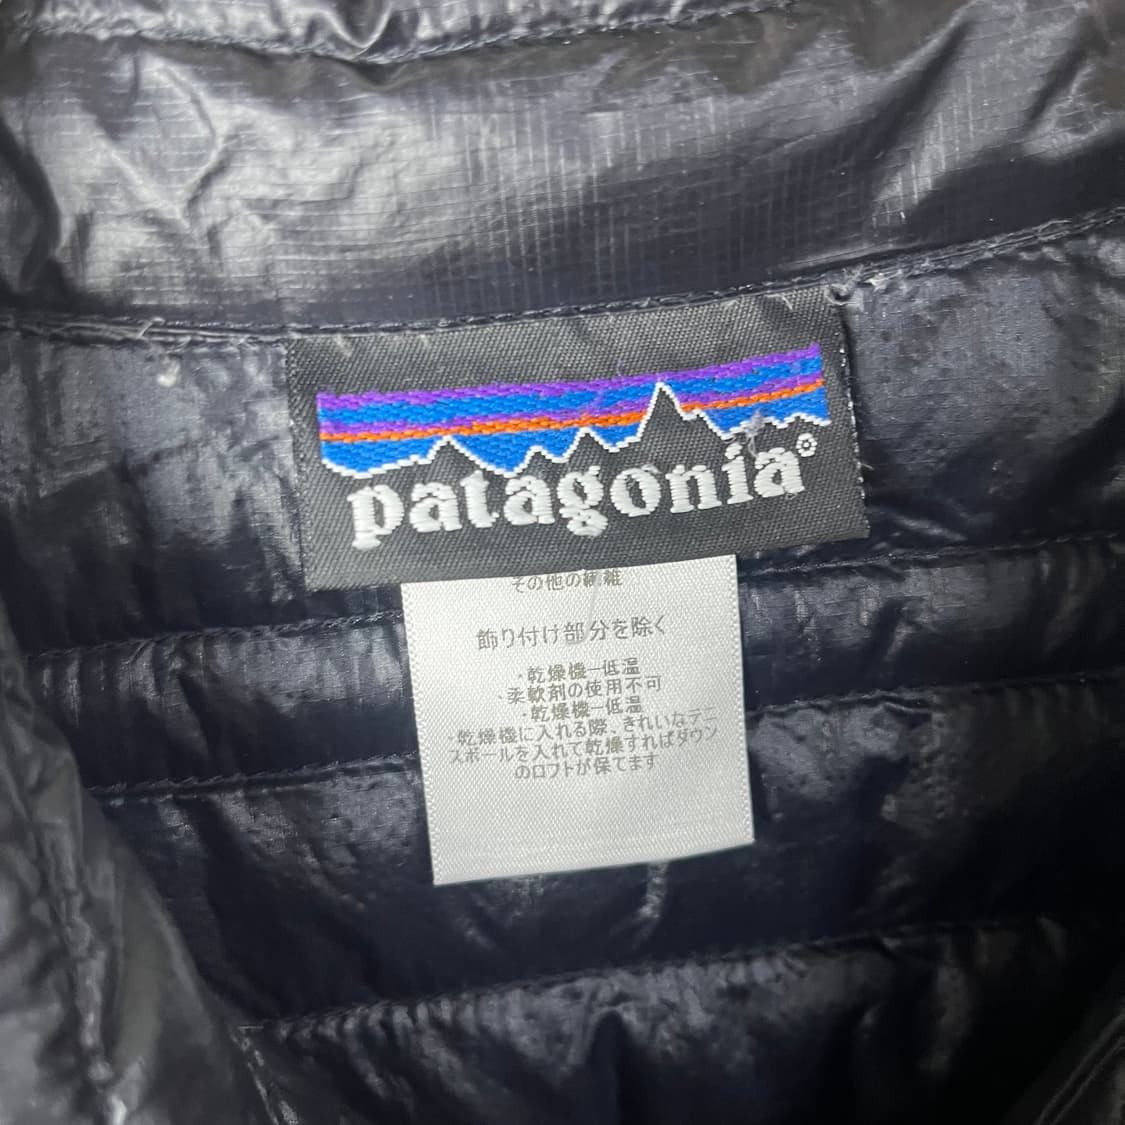 patagonia®
その他の繊維
飾り付け部分を除く
・乾燥機ー低温
・柔軟剤の使用不可
・乾燥機ー低温
・乾燥機に入れる際、きれいなテニ
スボールを入れて乾燥すればダウン
のロフトが保てます